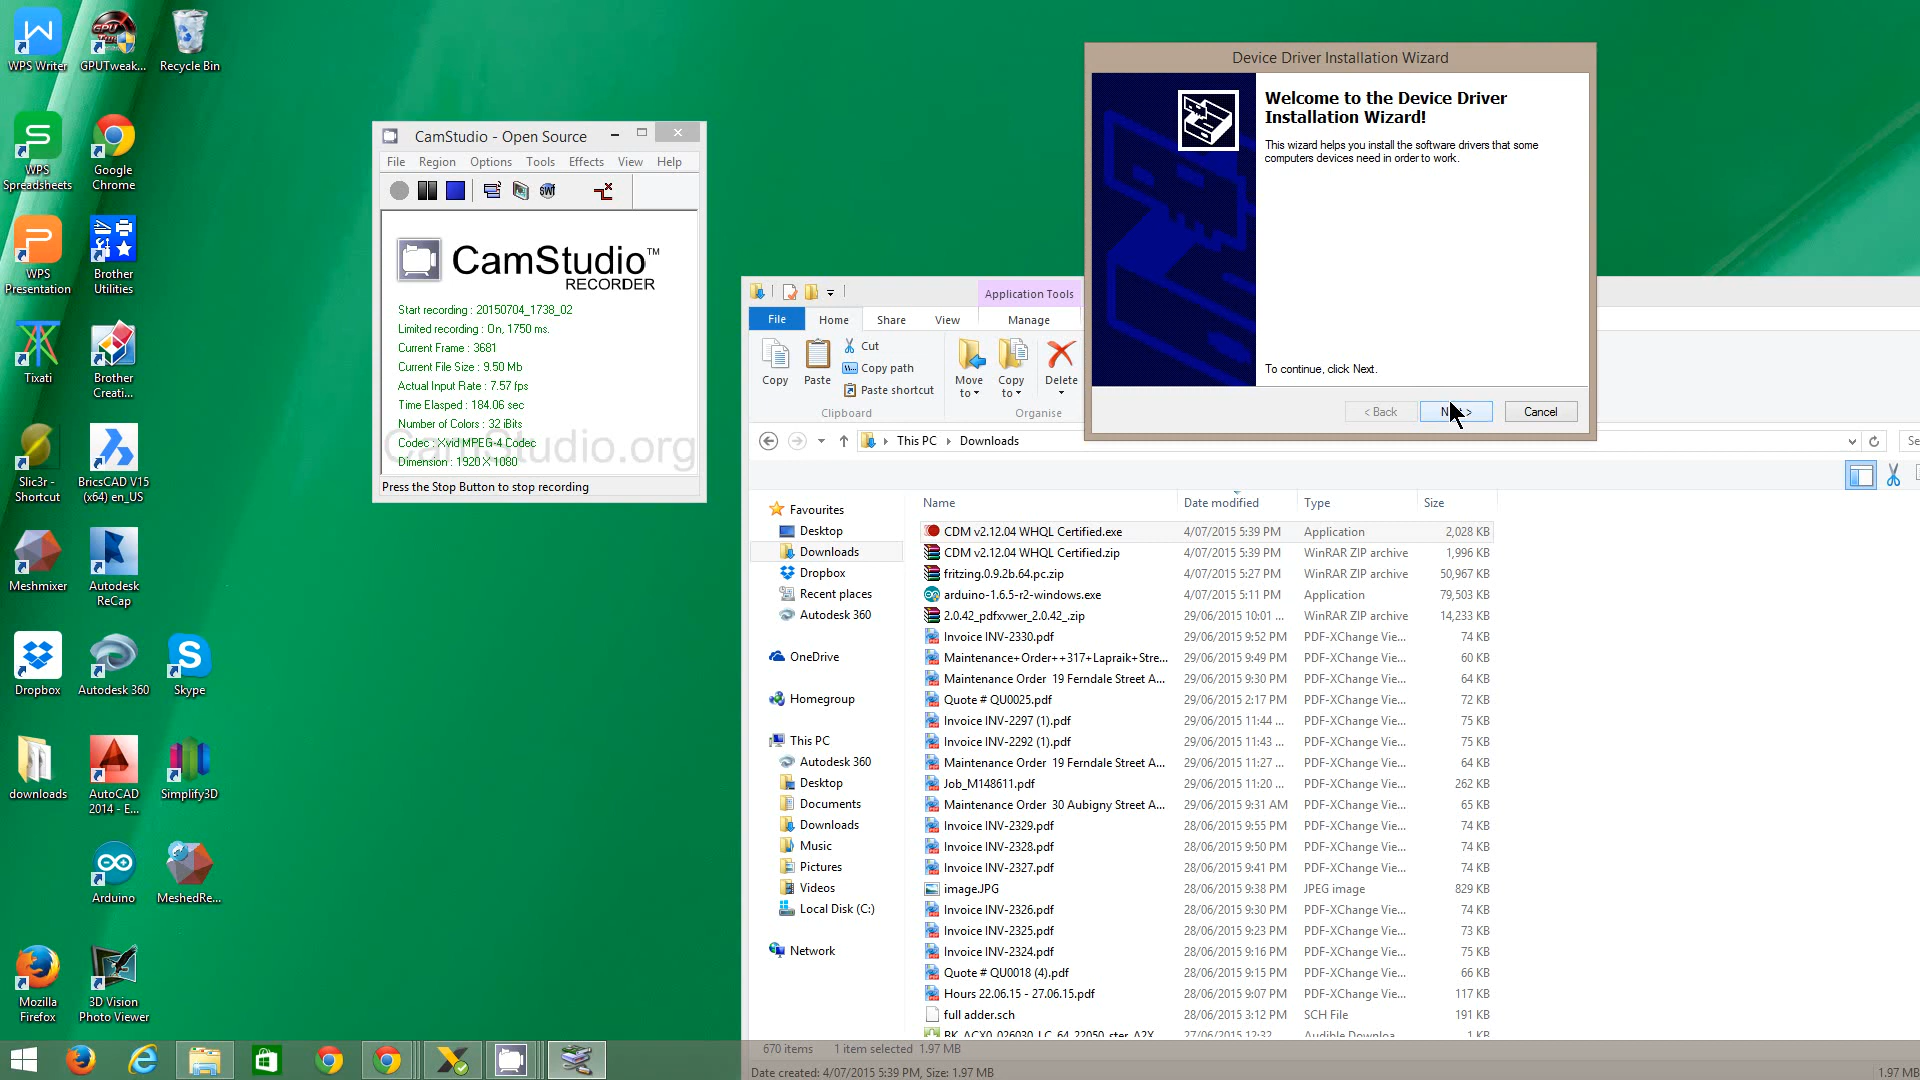 WPS Writer
GPUTweak...
Recycle Bin
WPS
Spreadsheets
Google
Chrome
WPS
Presentation
Brother
Utilities
Tixati
Brother
Creati...
Slic3r -
Shortcut
BricsCAD V15
(x64) en_US
Meshmixer
Autodesk
ReCap
Dropbox
Autodesk 360
Skype
downloads
AutoCAD
2014 - E...
Simplify3D
Arduino
MeshedRe...
Mozilla
Firefox
3D Vision
Photo Viewer
CamStudio - Open Source
File Region Options Tools Effects View Help
CamStudio™
RECORDER
Start recording : 20150704_1738_02
Limited recording : On, 1750 ms.
Current Frame : 3681
Current File Size : 9.50 Mb
Actual Input Rate : 7.57 fps
Time Elasped : 184.06 sec
Number of Colors : 32 iBits
Codec : Xvid MPEG-4 Codec
CamStudio.org
Dimension : 1920 X 1080
Press the Stop Button to stop recording
Device Driver Installation Wizard
Welcome to the Device Driver
Installation Wizard!
This wizard helps you install the software drivers that some
computers devices need in order to work.
To continue, click Next.
< Back
Cancel
Application Tools
File Home Share View Manage
Copy
Paste
Cut
Copy path
Paste shortcut
Clipboard
Move
to
Copy
to
Delete
Organise
This PC Downloads
Se
Favourites
Desktop
Downloads
Dropbox
Recent places
Autodesk 360
OneDrive
Homegroup
This PC
Autodesk 360
Desktop
Documents
Downloads
Music
Pictures
Videos
Local Disk (C:)
Network
Name Date modified Type Size
CDM v2.12.04 WHQL Certified.exe 4/07/2015 5:39 PM Application 2,028 KB
CDM v2.12.04 WHQL Certified.zip 4/07/2015 5:39 PM WinRAR ZIP archive 1,996 KB
fritzing.0.9.2b.64.pc.zip 4/07/2015 5:27 PM WinRAR ZIP archive 50,967 KB
arduino-1.6.5-r2-windows.exe 4/07/2015 5:11 PM Application 79,503 KB
2.0.42_pdfxvwer_2.0.42_.zip 29/06/2015 10:01 ... WinRAR ZIP archive 14,233 KB
Invoice INV-2330.pdf 29/06/2015 9:52 PM PDF-XChange Vie... 74 KB
Maintenance+Order++317+Lapraik+Stre... 29/06/2015 9:49 PM PDF-XChange Vie... 60 KB
Maintenance Order 19 Ferndale Street A... 29/06/2015 9:30 PM PDF-XChange Vie... 64 KB
Quote # QU0025.pdf 29/06/2015 2:17 PM PDF-XChange Vie... 72 KB
Invoice INV-2297 (1).pdf 29/06/2015 11:44 ... PDF-XChange Vie... 75 KB
Invoice INV-2292 (1).pdf 29/06/2015 11:43 ... PDF-XChange Vie... 75 KB
Maintenance Order 19 Ferndale Street A... 29/06/2015 11:27 ... PDF-XChange Vie... 64 KB
Job_M148611.pdf 29/06/2015 11:20 ... PDF-XChange Vie... 262 KB
Maintenance Order 30 Aubigny Street A... 29/06/2015 9:31 AM PDF-XChange Vie... 65 KB
Invoice INV-2329.pdf 28/06/2015 9:55 PM PDF-XChange Vie... 74 KB
Invoice INV-2328.pdf 28/06/2015 9:50 PM PDF-XChange Vie... 74 KB
Invoice INV-2327.pdf 28/06/2015 9:41 PM PDF-XChange Vie... 74 KB
image.JPG 28/06/2015 9:38 PM JPEG image 829 KB
Invoice INV-2326.pdf 28/06/2015 9:30 PM PDF-XChange Vie... 74 KB
Invoice INV-2325.pdf 28/06/2015 9:23 PM PDF-XChange Vie... 73 KB
Invoice INV-2324.pdf 28/06/2015 9:16 PM PDF-XChange Vie... 75 KB
Quote # QU0018 (4).pdf 28/06/2015 9:15 PM PDF-XChange Vie... 66 KB
Hours 22.06.15 - 27.06.15.pdf 28/06/2015 9:07 PM PDF-XChange Vie... 117 KB
full adder.sch 28/06/2015 3:12 PM SCH File 191 KB
BK_ACX0_026030_LC_64_22050_ster_A2X 27/06/2015 12:32 Audible Downloa... 1 KB
670 items 1 item selected 1.97 MB
Date created: 4/07/2015 5:39 PM, Size: 1.97 MB
1.97 MB